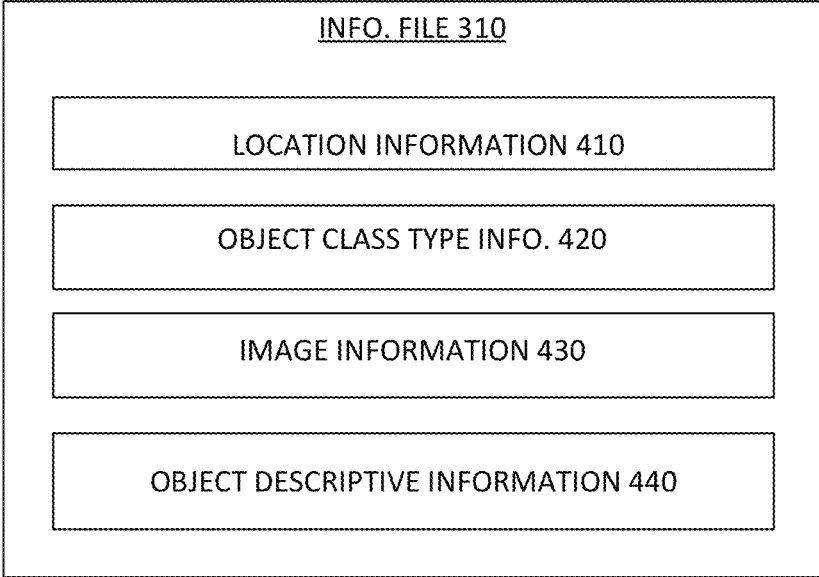 INFO. FILE 310
LOCATION INFORMATION 410
OBJECT CLASS TYPE INFO. 420
IMAGE INFORMATION 430
OBJECT DESCRIPTIVE INFORMATION 440